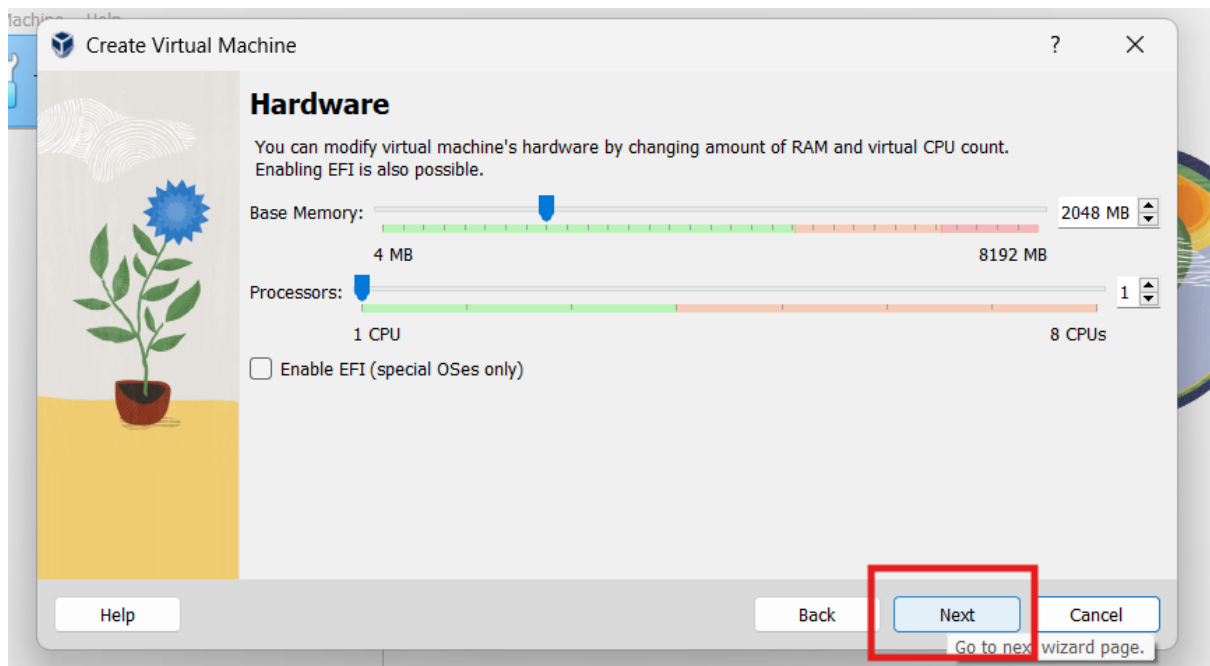 Machine Help
Create Virtual Machine ?
Hardware
You can modify virtual machine's hardware by changing amount of RAM and virtual CPU count.
Enabling EFI is also possible.
Base Memory: 2048 MB
4 MB 8192 MB
Processors: 1
1 CPU 8 CPUs
Enable EFI (special OSes only)
Help Back Next Cancel
Go to next wizard page.